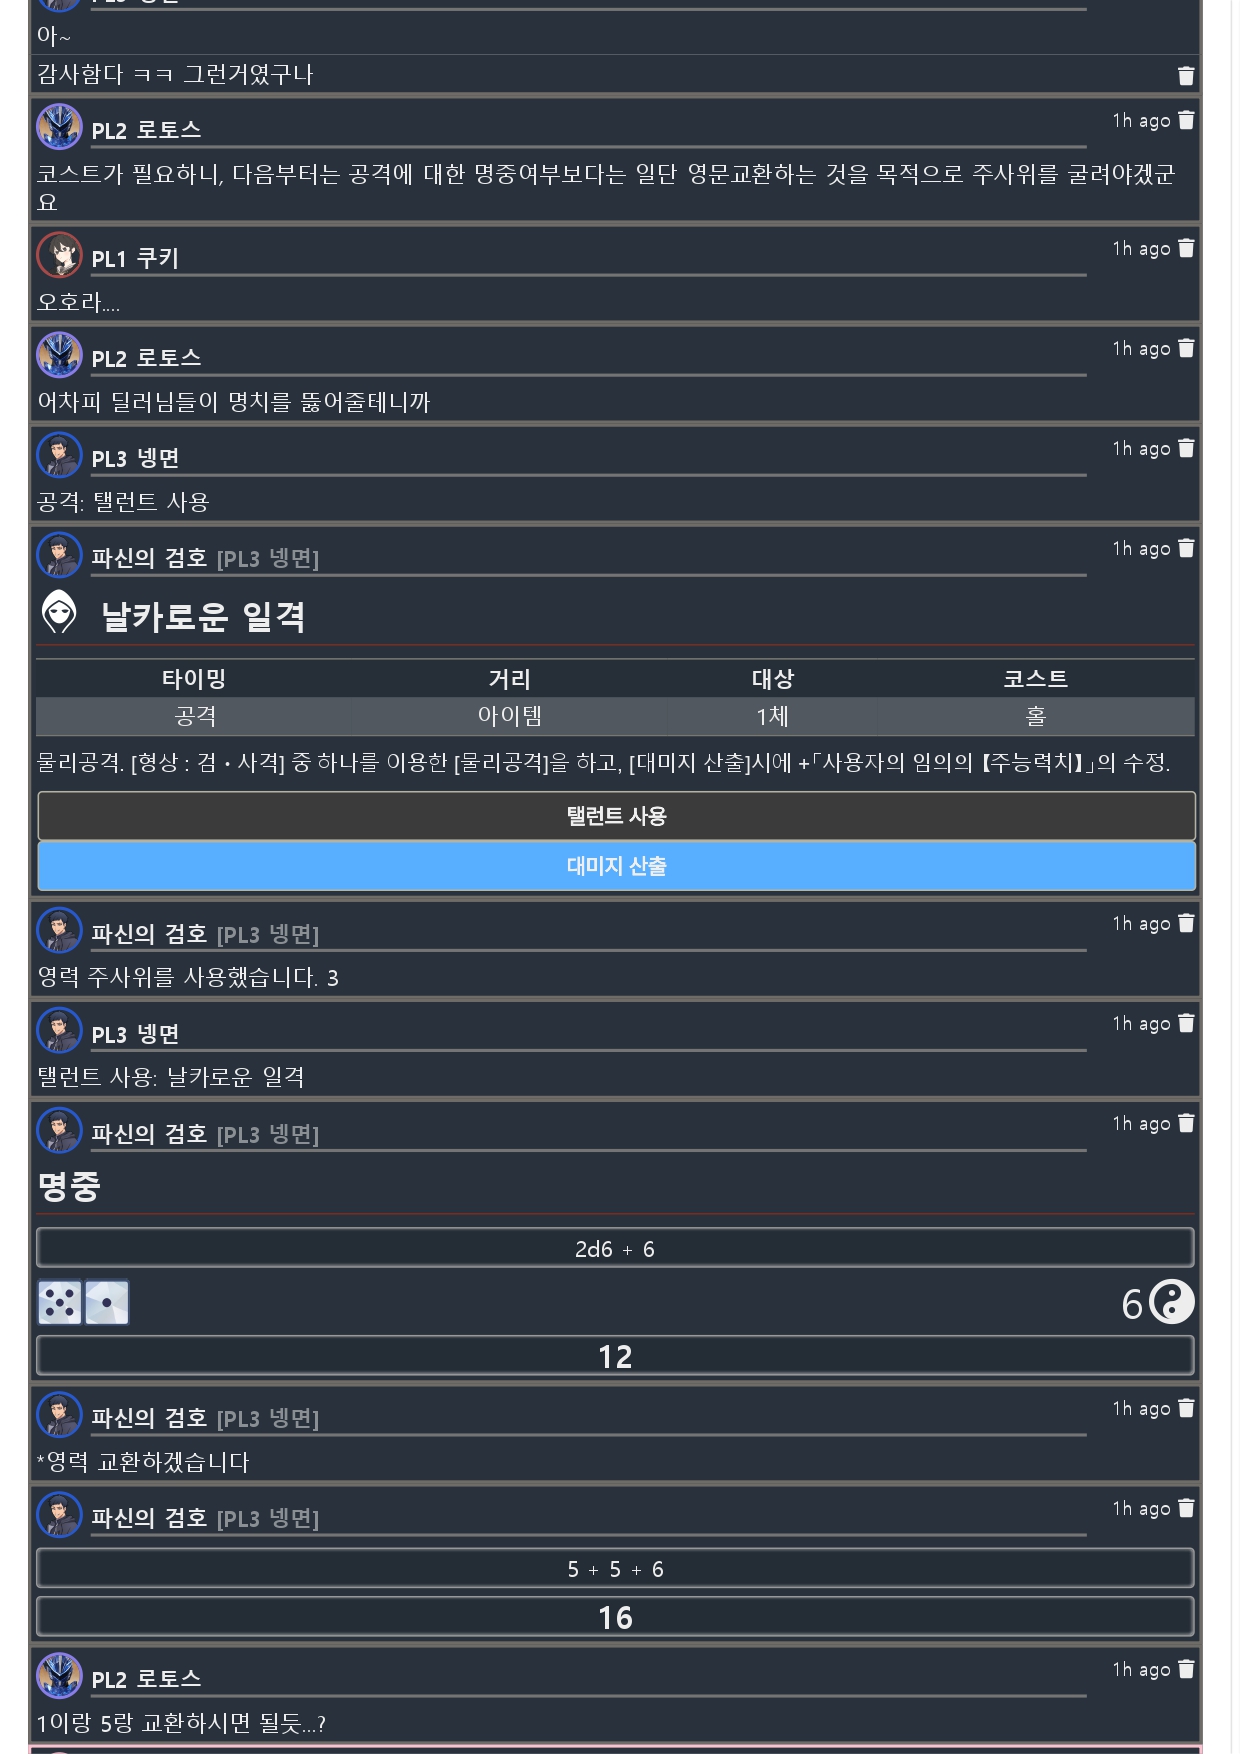 아~
감사함다 ㅋㅋ 그런거였구나
PL2 로토스
1h ago
코스트가 필요하니, 다음부터는 공격에 대한 명중여부보다는 일단 영문교환하는 것을 목적으로 주사위를 굴려야겠군
요
PL1 쿠키
1h ago
오호라....
PL2 로토스
1h ago
어차피 딜러님들이 명치를 뚫어줄테니까
PL3 넹면
1h ago
공격: 탤런트 사용
파신의 검호 [PL3 넹면]
1h ago
날카로운 일격
타이밍 거리 대상 코스트
공격 아이템 1체 홀
물리공격. [형상 : 검・사격] 중 하나를 이용한 [물리공격]을 하고, [대미지 산출]시에 +「사용자의 임의의 【주능력치】」의 수정.
탤런트 사용
대미지 산출
파신의 검호 [PL3 넹면]
1h ago
영력 주사위를 사용했습니다. 3
PL3 넹면
1h ago
탤런트 사용: 날카로운 일격
파신의 검호 [PL3 넹면]
1h ago
명중
2d6 + 6
6
12
파신의 검호 [PL3 넹면]
1h ago
*영력 교환하겠습니다
파신의 검호 [PL3 넹면]
1h ago
5 + 5 + 6
16
PL2 로토스
1h ago
1이랑 5랑 교환하시면 될듯...?